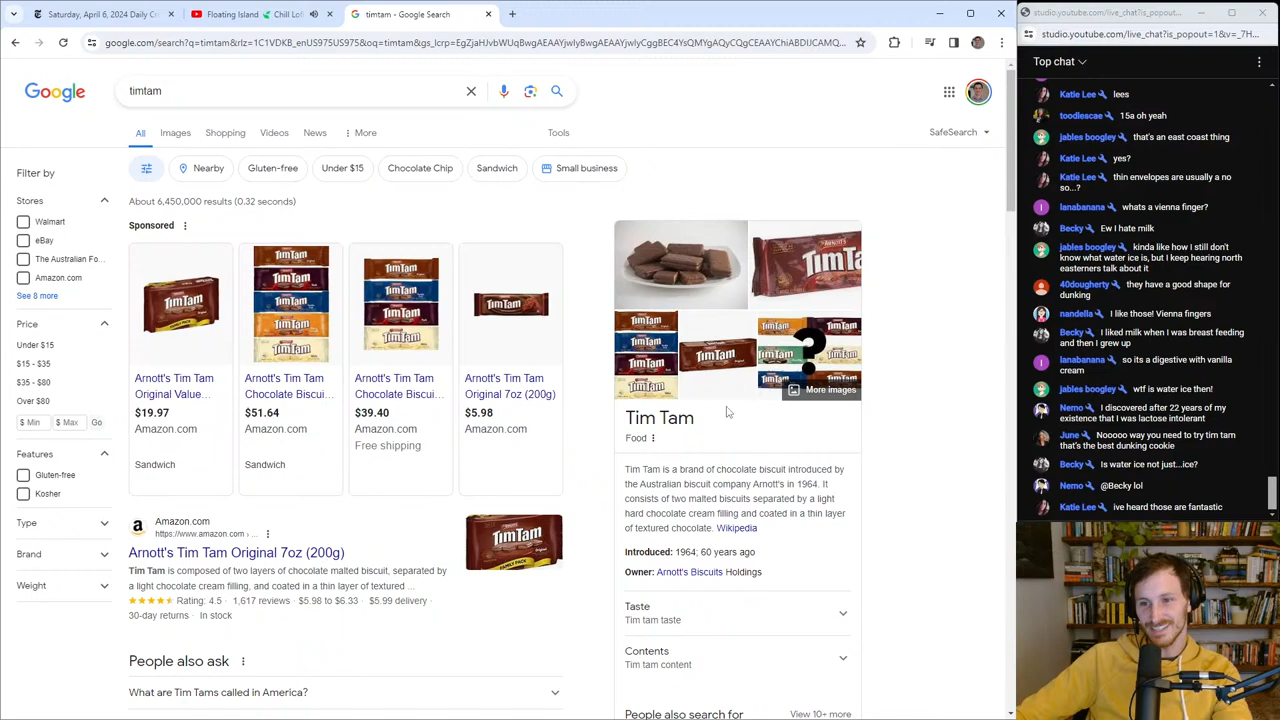 Saturday, April 6, 2024 Daily C
Floating Island
Chill Lof
timtam - Google Search
google.com/search?q=timtam&rlz=1C1VDKB
Google
timtam
All
Images
Shopping
Videos
News
More
Tools
SafeSearch
Nearby
Gluten-free
Under $15
Chocolate Chip
Sandwich
Small business
Filter by
Stores
Walmart
eBay
The Australian Fo...
Amazon.com
See 8 more
Price
Under $15
$15 - $35
$35 - $80
Over $80
$ Min
$ Max
Go
Features
Gluten-free
Kosher
Type
Brand
Weight
About 6,450,000 results (0.32 seconds)
Sponsored
Arnott's Tim Tam
Original Value...
$19.97
Amazon.com
Sandwich
Arnott's Tim Tam
Chocolate Biscui...
$51.64
Amazon.com
Sandwich
Arnott's Tim Tam
Chocolate Biscui...
$39.40
Amazon.com
Free shipping
Arnott's Tim Tam
Original 7oz (200g)
$5.98
Amazon.com
Amazon.com
https://www.amazon.com › ...
Arnott's Tim Tam Original 7oz (200g)
Tim Tam is composed of two layers of chocolate malted biscuit, separated by
a light chocolate cream filling, and coated in a thin layer of textured ...
Rating: 4.5 · 1,617 reviews · $5.98 to $6.33 · $5.99 delivery ·
30-day returns · In stock
People also ask
What are Tim Tams called in America?
More images
Tim Tam
Food
Tim Tam is a brand of chocolate biscuit introduced by
the Australian biscuit company Arnott's in 1964. It
consists of two malted biscuits separated by a light
hard chocolate cream filling and coated in a thin layer
of textured chocolate. Wikipedia
Introduced: 1964; 60 years ago
Owner: Arnott's Biscuits Holdings
Taste
Tim tam taste
Contents
Tim tam content
People also search for
View 10+ more
studio.youtube.com/live_chat?is_popout...
studio.youtube.com/live_chat?is_popout=1&v=_7H...
Top chat
Katie Lee lees
toodlescae 15a oh yeah
jables boogley that's an east coast thing
Katie Lee yes?
Katie Lee thin envelopes are usually a no
so...?
lanabanana whats a vienna finger?
Becky Ew I hate milk
jables boogley kinda like how I still don't
know what water ice is, but I keep hearing north
easterners talk about it
40dougherty they have a good shape for
dunking
nandella I like those! Vienna fingers
Becky I liked milk when I was breast feeding
and then I grew up
lanabanana so its a digestive with vanilla
cream
jables boogley wtf is water ice then!
Nemo I discovered after 22 years of my
existence that I was lactose intolerant
June Nooooo way you need to try tim tam
that's the best dunking cookie
Becky Is water ice not just...ice?
Nemo @Becky lol
Katie Lee ive heard those are fantastic